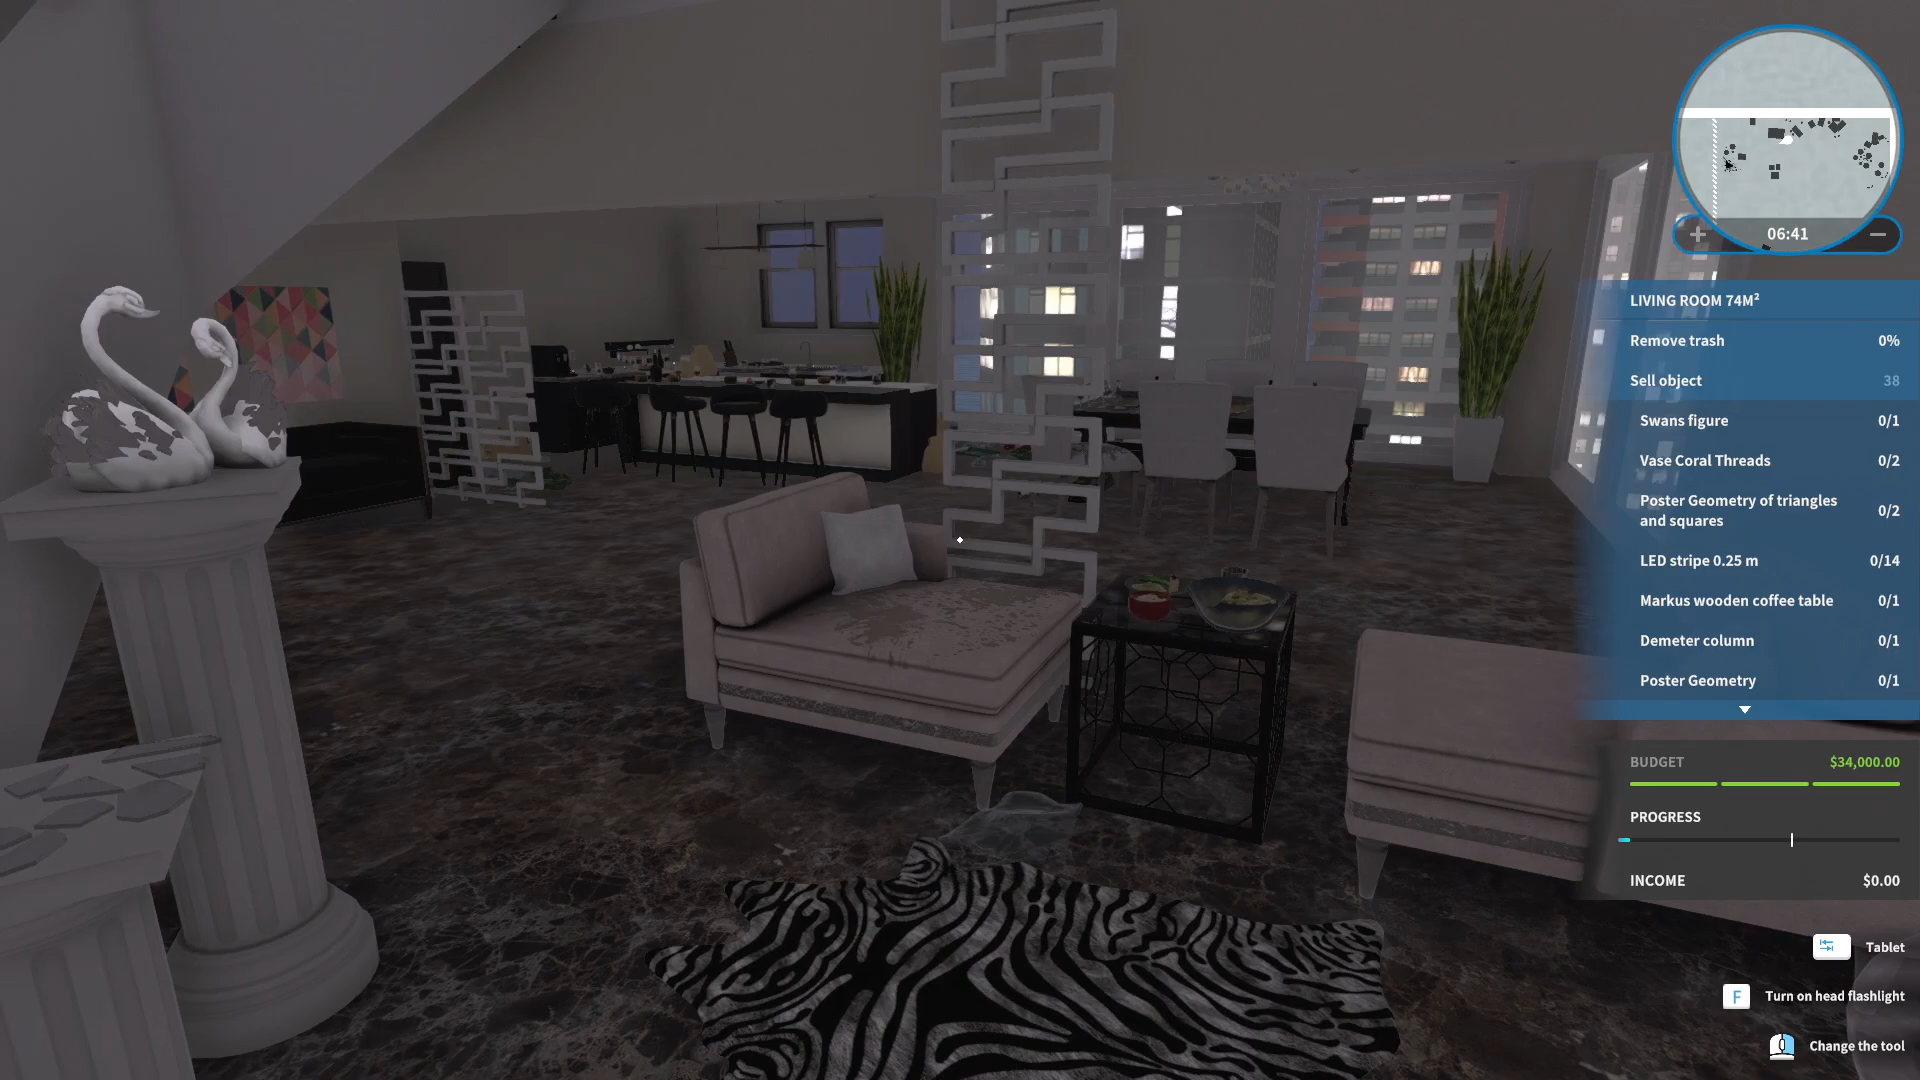 06:41
LIVING ROOM 74M²
Remove trash 0%
Sell object 38
Swans figure 0/1
Vase Coral Threads 0/2
Poster Geometry of triangles
and squares 0/2
LED stripe 0.25 m 0/14
Markus wooden coffee table 0/1
Demeter column 0/1
Poster Geometry 0/1
BUDGET $34,000.00
PROGRESS
INCOME $0.00
Tablet
F Turn on head flashlight
Change the tool